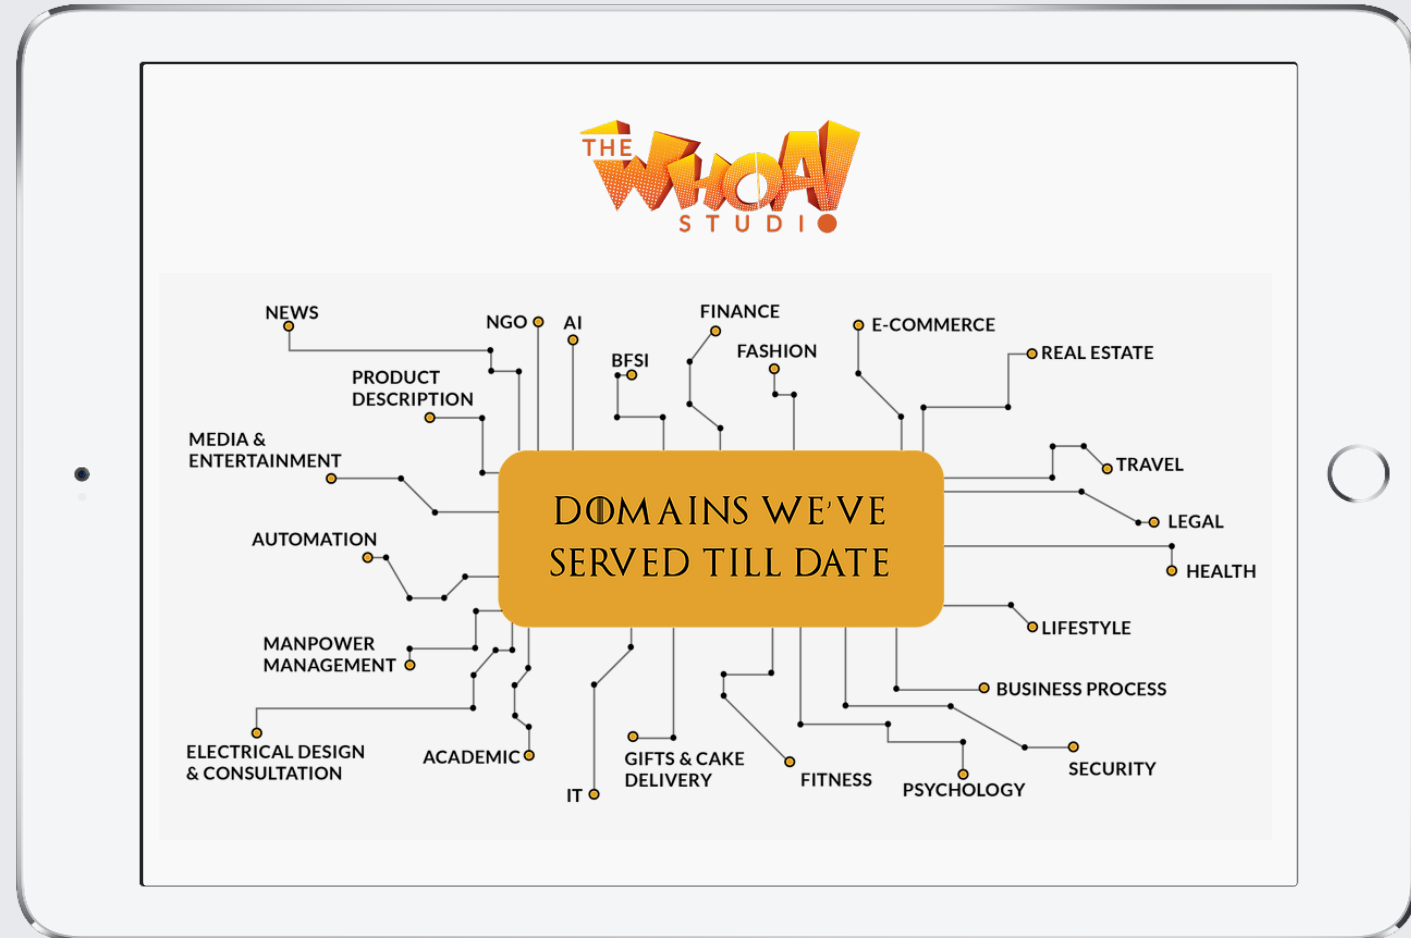 THE
WHOA!
STUDIO
NEWS
NGO
AI
FINANCE
E-COMMERCE
BFSI
FASHION
REAL ESTATE
PRODUCT
DESCRIPTION
MEDIA &
ENTERTAINMENT
TRAVEL
DOMAINS WE'VE
SERVED TILL DATE
LEGAL
AUTOMATION
HEALTH
LIFESTYLE
MANPOWER
MANAGEMENT
BUSINESS PROCESS
ELECTRICAL DESIGN
& CONSULTATION
ACADEMIC
IT
GIFTS & CAKE
DELIVERY
FITNESS
PSYCHOLOGY
SECURITY